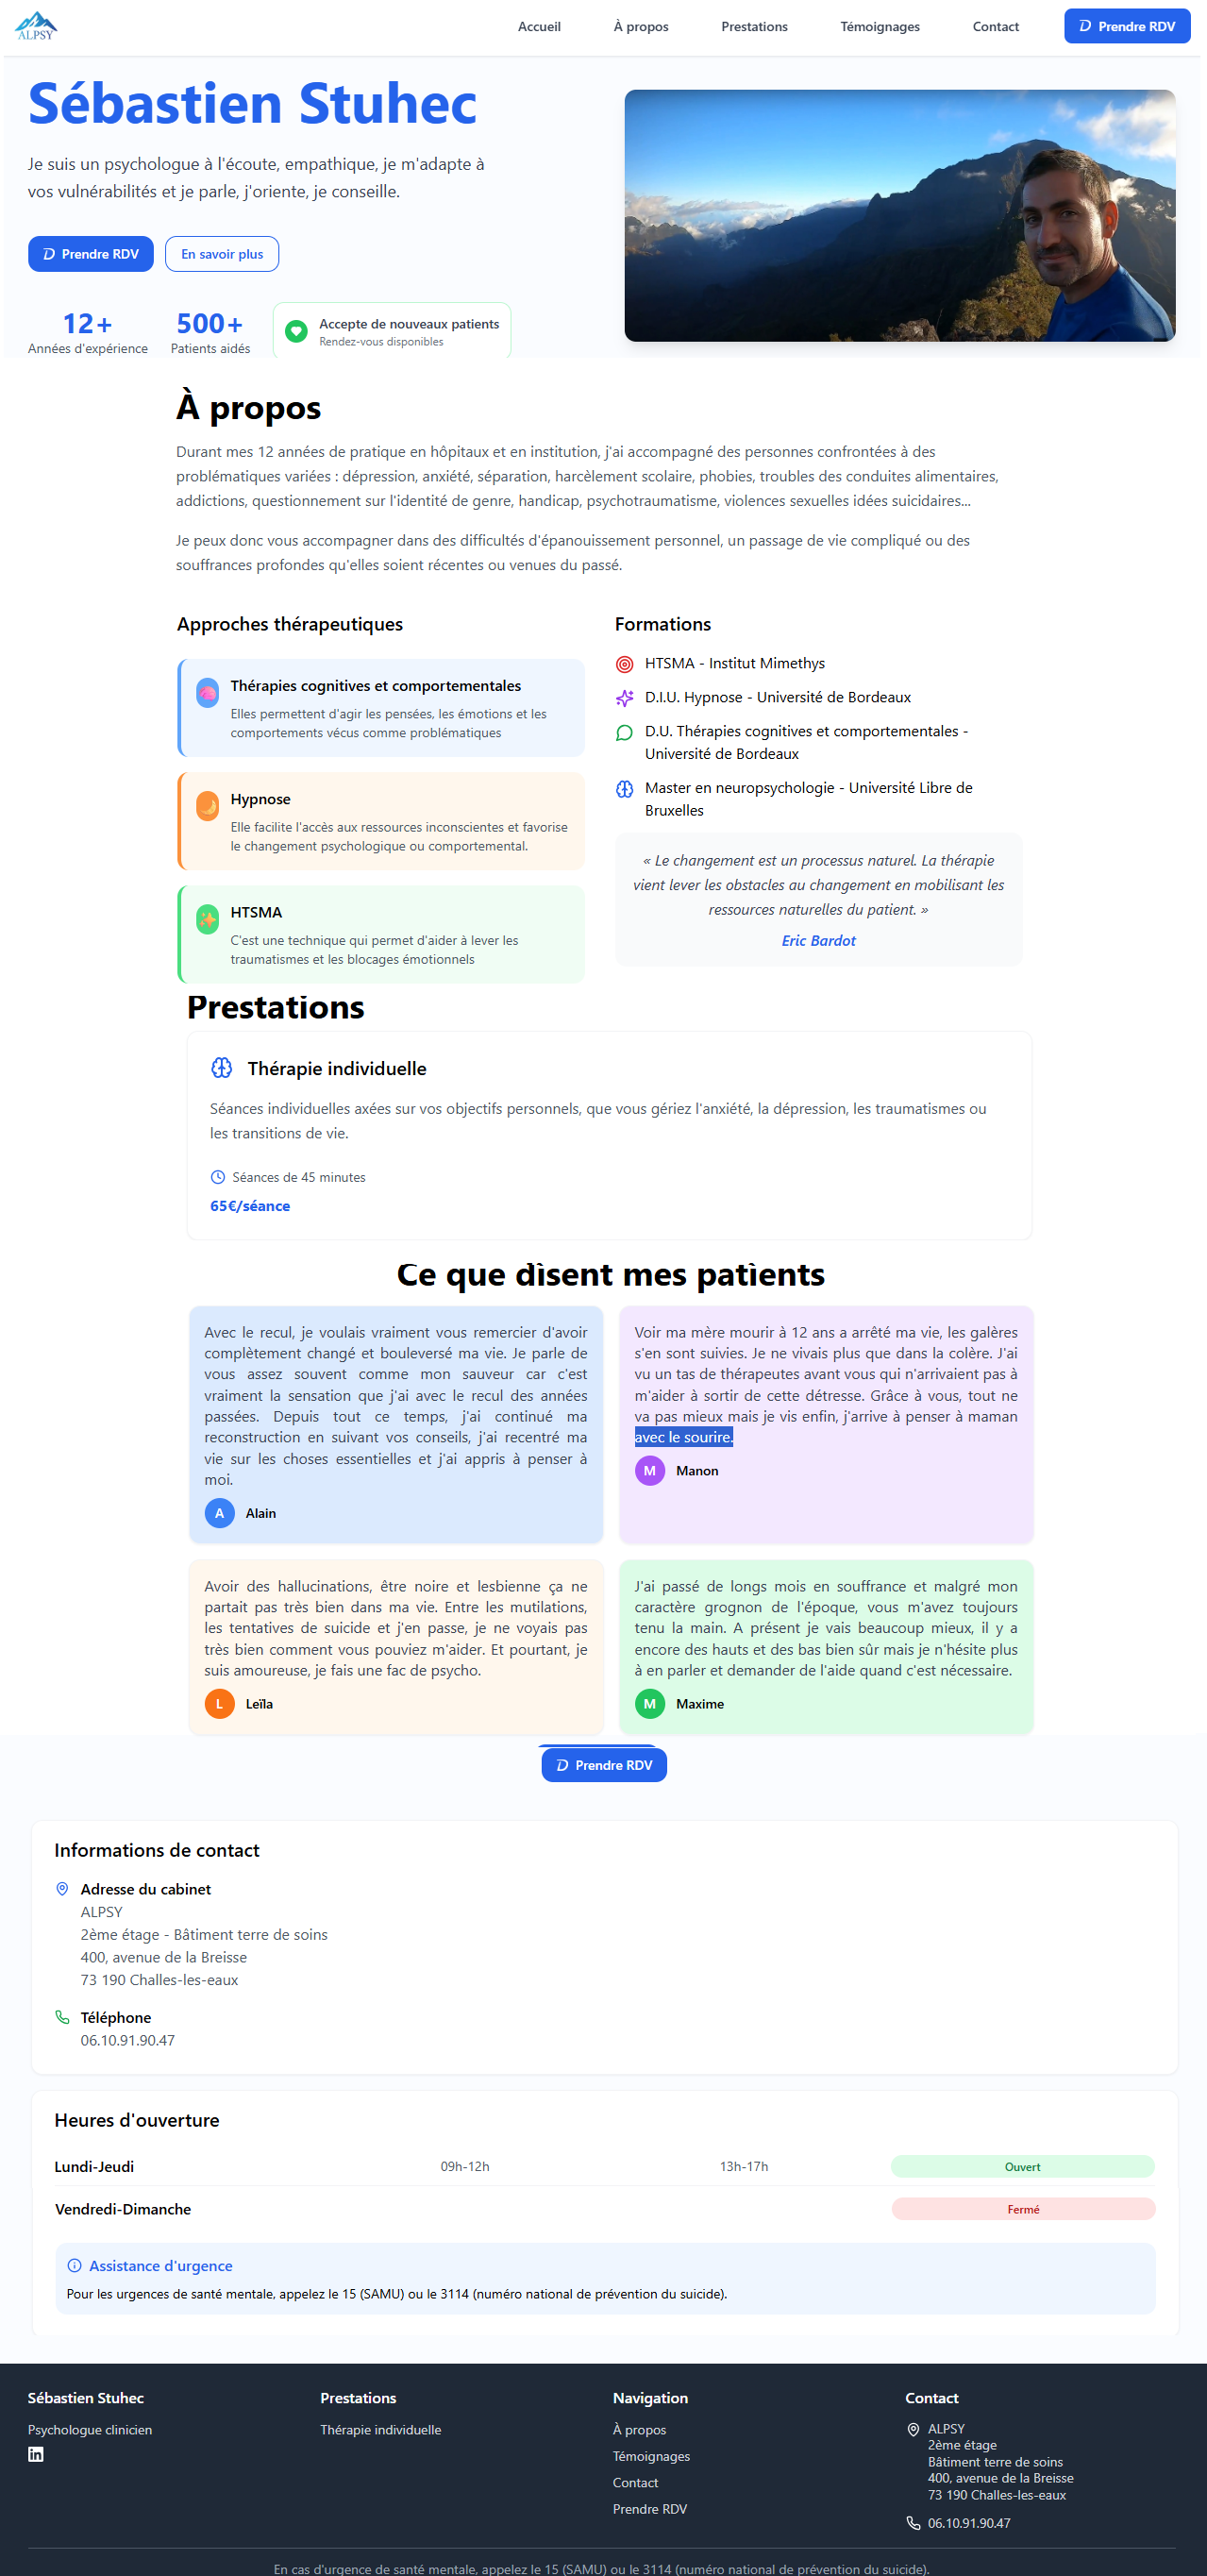 ALPSY
Accueil
À propos
Prestations
Témoignages
Contact
Prendre RDV
Sébastien Stuhec
Je suis un psychologue à l'écoute, empathique, je m'adapte à
vos vulnérabilités et je parle, j'oriente, je conseille.
Prendre RDV
En savoir plus
12+
Années d'expérience
500+
Patients aidés
Accepte de nouveaux patients
Rendez-vous disponibles
À propos
Durant mes 12 années de pratique en hôpitaux et en institution, j'ai accompagné des personnes confrontées à des
problématiques variées : dépression, anxiété, séparation, harcèlement scolaire, phobies, troubles des conduites alimentaires,
addictions, questionnement sur l'identité de genre, handicap, psychotraumatisme, violences sexuelles idées suicidaires...
Je peux donc vous accompagner dans des difficultés d'épanouissement personnel, un passage de vie compliqué ou des
souffrances profondes qu'elles soient récentes ou venues du passé.
Approches thérapeutiques
Thérapies cognitives et comportementales
Elles permettent d'agir les pensées, les émotions et les
comportements vécus comme problématiques
Hypnose
Elle facilite l'accès aux ressources inconscientes et favorise
le changement psychologique ou comportemental.
HTSMA
C'est une technique qui permet d'aider à lever les
traumatismes et les blocages émotionnels
Formations
HTSMA - Institut Mimethys
D.I.U. Hypnose - Université de Bordeaux
D.U. Thérapies cognitives et comportementales -
Université de Bordeaux
Master en neuropsychologie - Université Libre de
Bruxelles
« Le changement est un processus naturel. La thérapie
vient lever les obstacles au changement en mobilisant les
ressources naturelles du patient. »
Eric Bardot
Prestations
Thérapie individuelle
Séances individuelles axées sur vos objectifs personnels, que vous gériez l'anxiété, la dépression, les traumatismes ou
les transitions de vie.
Séances de 45 minutes
65€/séance
Ce que disent mes patients
Avec le recul, je voulais vraiment vous remercier d'avoir
complètement changé et bouleversé ma vie. Je parle de
vous assez souvent comme mon sauveur car c'est
vraiment la sensation que j'ai avec le recul des années
passées. Depuis tout ce temps, j'ai continué ma
reconstruction en suivant vos conseils, j'ai recentré ma
vie sur les choses essentielles et j'ai appris à penser à
moi.
A
Alain
Voir ma mère mourir à 12 ans a arrêté ma vie, les galères
s'en sont suivies. Je ne vivais plus que dans la colère. J'ai
vu un tas de thérapeutes avant vous qui n'arrivaient pas à
m'aider à sortir de cette détresse. Grâce à vous, tout ne
va pas mieux mais je vis enfin, j'arrive à penser à maman
avec le sourire.
M
Manon
Avoir des hallucinations, être noire et lesbienne ça ne
partait pas très bien dans ma vie. Entre les mutilations,
les tentatives de suicide et j'en passe, je ne voyais pas
très bien comment vous pouviez m'aider. Et pourtant, je
suis amoureuse, je fais une fac de psycho.
L
Leïla
J'ai passé de longs mois en souffrance et malgré mon
caractère grognon de l'époque, vous m'avez toujours
tenu la main. A présent je vais beaucoup mieux, il y a
encore des hauts et des bas bien sûr mais je n'hésite plus
à en parler et demander de l'aide quand c'est nécessaire.
M
Maxime
Prendre RDV
Informations de contact
Adresse du cabinet
ALPSY
2ème étage - Bâtiment terre de soins
400, avenue de la Breisse
73 190 Challes-les-eaux
Téléphone
06.10.91.90.47
Heures d'ouverture
Lundi-Jeudi
09h-12h
13h-17h
Ouvert
Vendredi-Dimanche
Fermé
Assistance d'urgence
Pour les urgences de santé mentale, appelez le 15 (SAMU) ou le 3114 (numéro national de prévention du suicide).
Sébastien Stuhec
Psychologue clinicien
in
Prestations
Thérapie individuelle
Navigation
À propos
Témoignages
Contact
Prendre RDV
Contact
ALPSY
2ème étage
Bâtiment terre de soins
400, avenue de la Breisse
73 190 Challes-les-eaux
06.10.91.90.47
En cas d'urgence de santé mentale, appelez le 15 (SAMU) ou le 3114 (numéro national de prévention du suicide).